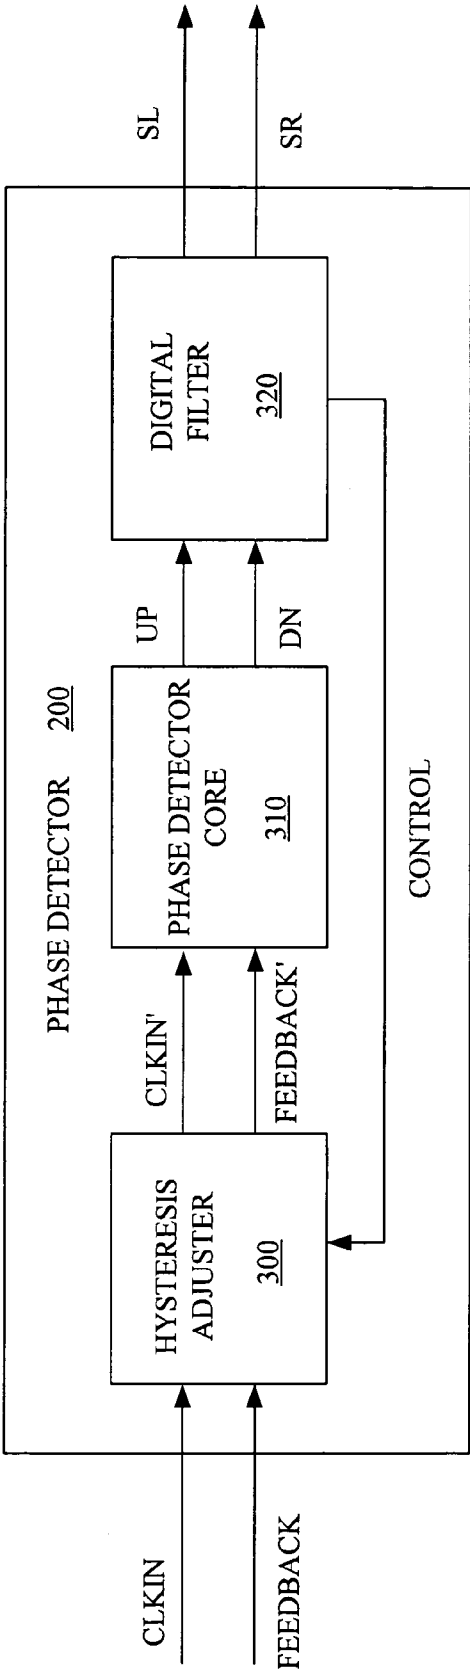 PHASE DETECTOR 200
CLKIN
FEEDBACK
HYSTERESIS
ADJUSTER
300
CLKIN'
FEEDBACK'
PHASE DETECTOR
CORE
310
UP
DN
DIGITAL
FILTER
320
SL
SR
CONTROL